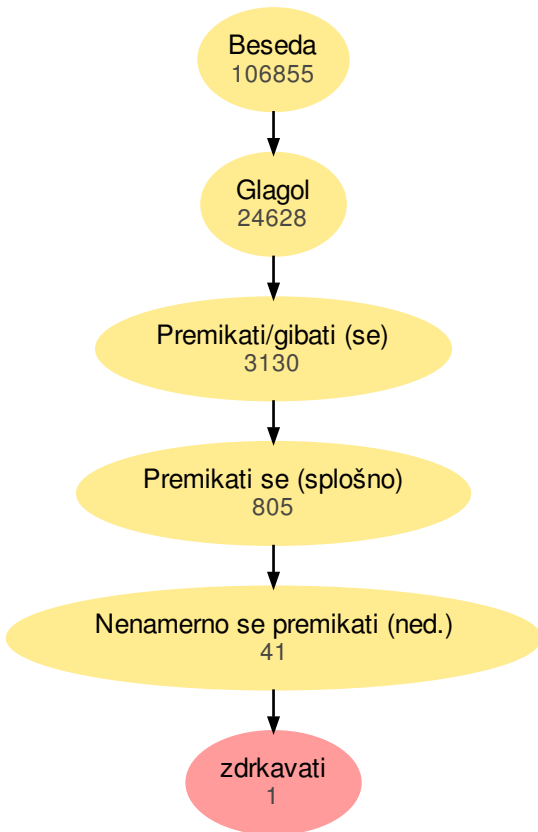 Beseda
106855
Glagol
24628
Premikati/gibati (se)
3130
Premikati se (splošno)
805
Nenamerno se premikati (ned.)
41
zdrkavati
1